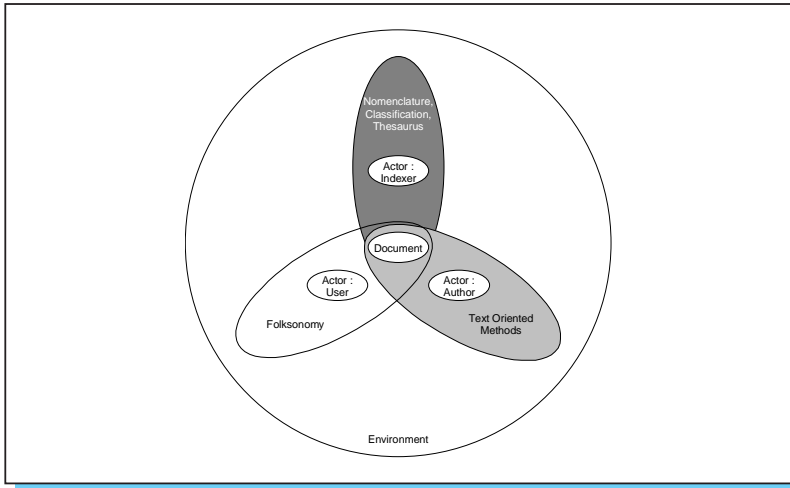 Nomenclature,
Classification,
Thesaurus
Actor :
Indexer
Document
Actor :
User
Actor :
Author
Folksonomy
Text Oriented
Methods
Environment